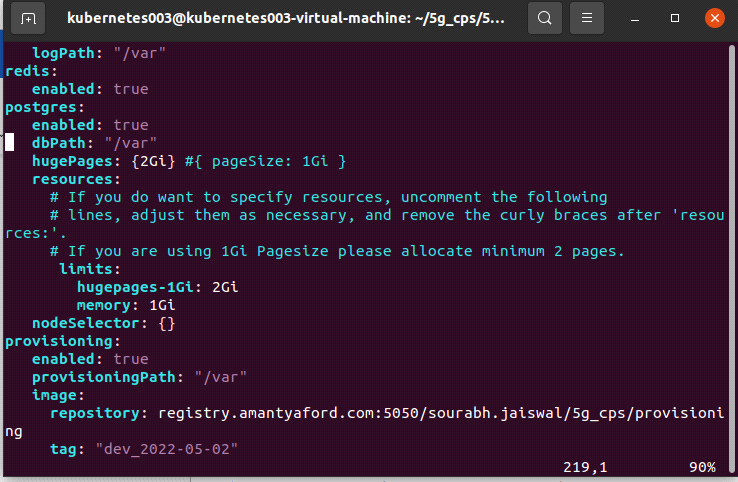 kubernetes003@kubernetes003-virtual-machine: ~/5g_cps/5...
logPath: "/var"
redis:
enabled: true
postgres:
enabled: true
dbPath: "/var"
hugePages: {2Gi} #{ pageSize: 1Gi }
resources:
# If you do want to specify resources, uncomment the following
# lines, adjust them as necessary, and remove the curly braces after 'resou
rces:'.
# If you are using 1Gi Pagesize please allocate minimum 2 pages.
limits:
hugepages-1Gi: 2Gi
memory: 1Gi
nodeSelector: {}
provisioning:
enabled: true
provisioningPath: "/var"
image:
repository: registry.amantyaford.com:5050/sourabh.jaiswal/5g_cps/provisioni
ng
tag: "dev_2022-05-02"
219,1 90%